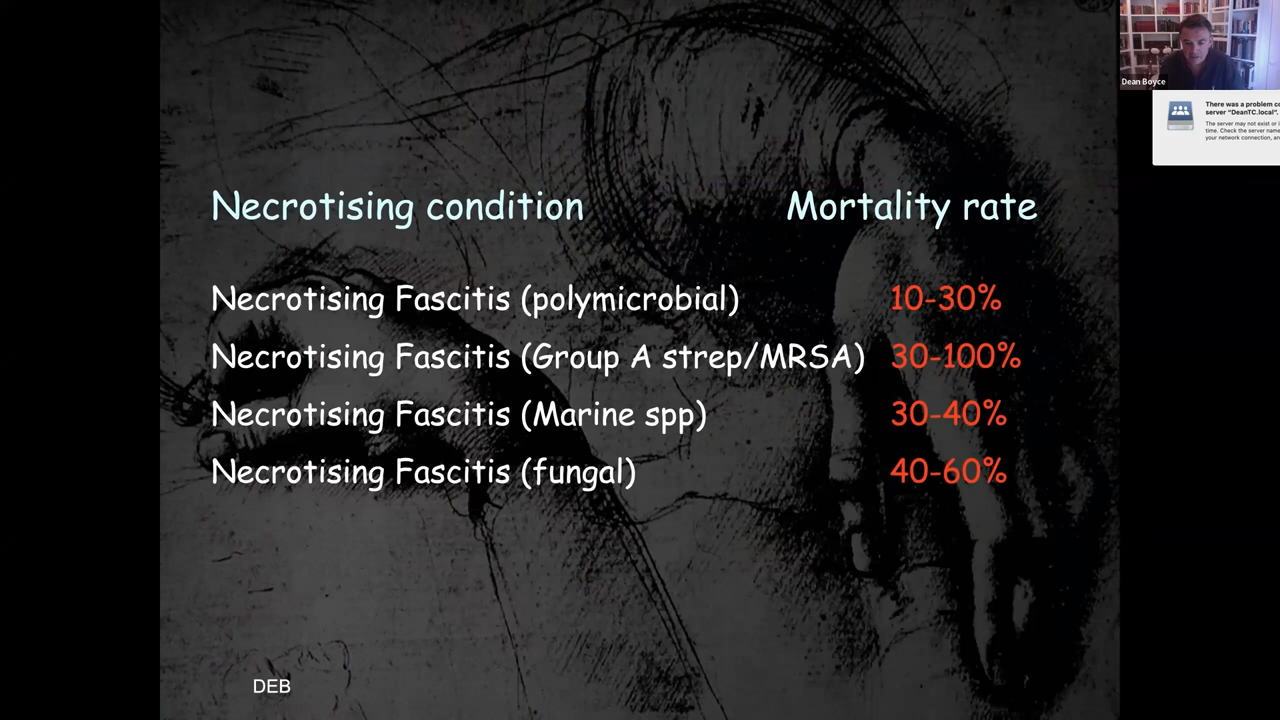 Necrotising condition Mortality rate
Necrotising Fascitis (polymicrobial) 10-30%
Necrotising Fascitis (Group A strep/MRSA) 30-100%
Necrotising Fascitis (Marine spp) 30-40%
Necrotising Fascitis (fungal) 40-60%
DEB
Dean Boyce
There was a problem co
server "DeanTC.local".
The server may not exist or i
time. Check the server name
your network connection, an